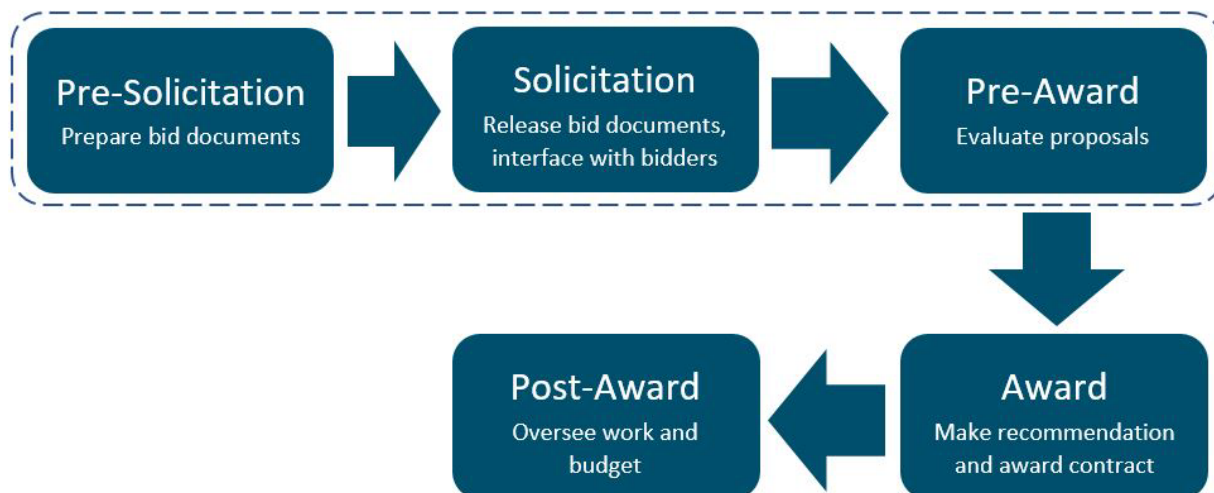 Pre-Solicitation
Prepare bid documents
Solicitation
Release bid documents,
interface with bidders
Pre-Award
Evaluate proposals
Award
Make recommendation
and award contract
Post-Award
Oversee work and
budget